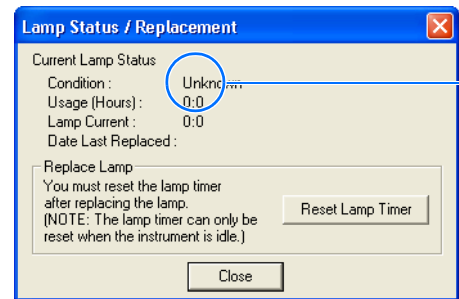 Lamp Status / Replacement
Current Lamp Status
Condition : Unknown
Usage (Hours) : 0:0
Lamp Current : 0:0
Date Last Replaced :
Replace Lamp
You must reset the lamp timer
after replacing the lamp.
(NOTE: The lamp timer can only be
reset when the instrument is idle.)
Reset Lamp Timer
Close